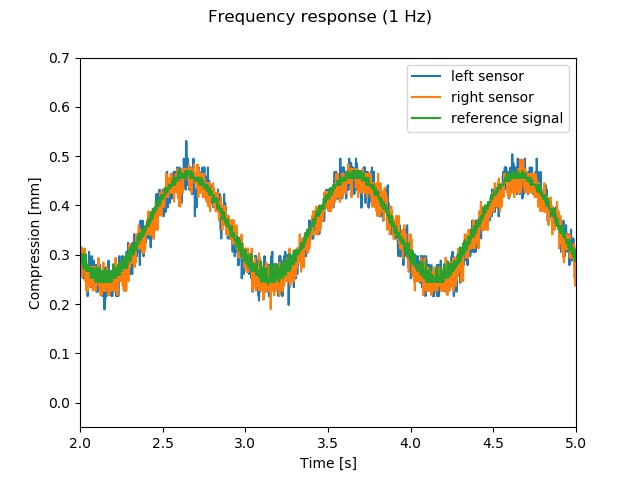 Frequency response (1 Hz)
left sensor
right sensor
reference signal
Compression [mm]
0.7
0.6
0.5
0.4
0.3
0.2
0.1
0.0
2.0 2.5 3.0 3.5 4.0 4.5 5.0
Time [s]